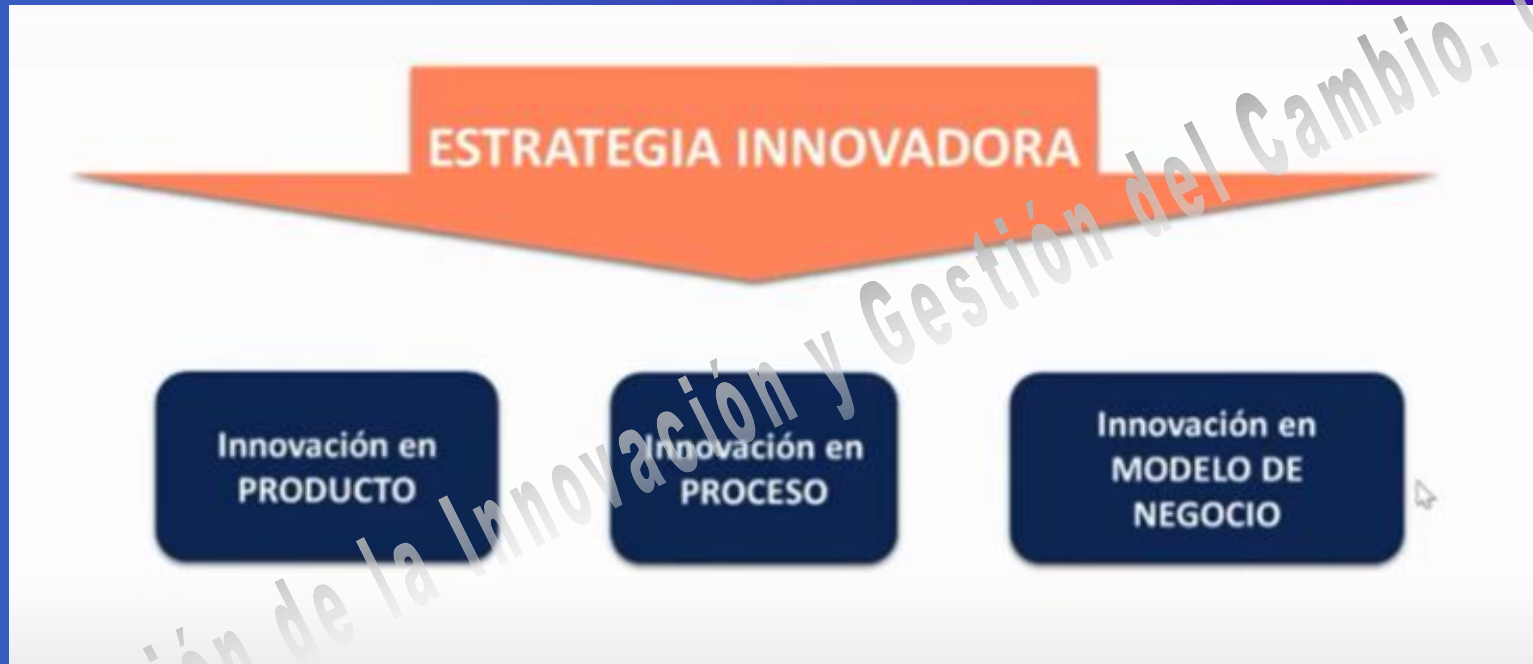 ESTRATEGIA INNOVADORA
Innovación en
PRODUCTO
Innovación en
PROCESO
Innovación en
MODELO DE
NEGOCIO
de la Innovación y Gestión del Cambio.